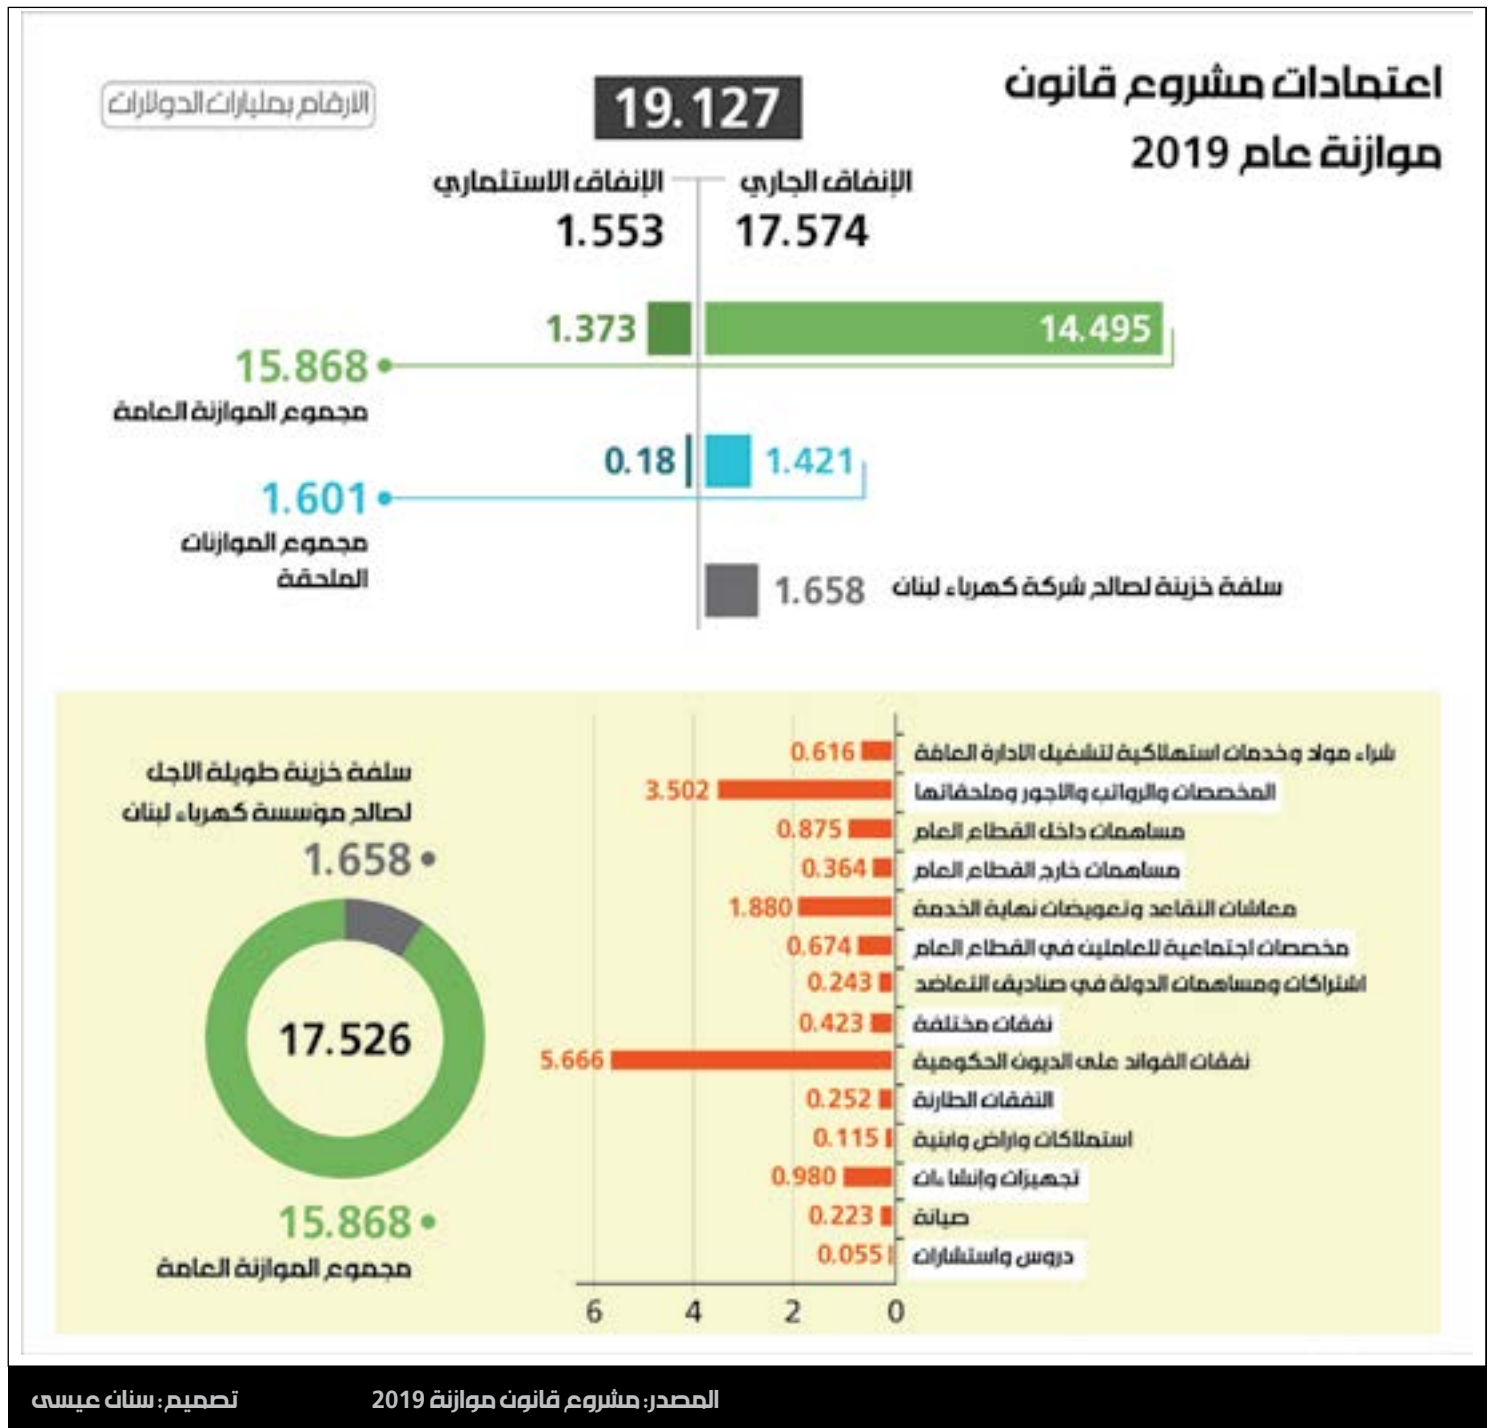 اعتمادات مشروع قانون
موازنة عام 2019
الارقام بمليارات الدولارات
19.127
الإنفاق الجاري
17.574
الإنفاق الاستثماري
1.553
14.495
1.373
15.868
مجموع الموازنة العامة
1.421
0.18
1.601
مجموع الموازنات
الملحقة
سلفة خزينة لصالح شركة كهرباء لبنان 1.658
شراء مواد وخدمات استهلاكية لتشغيل الادارة العامة 0.616
المخصصات والرواتب والاجور وملحقاتها 3.502
مساهمات داخل القطاع العام 0.875
مساهمات خارج القطاع العام 0.364
معاشات التقاعد وتعويضات نهاية الخدمة 1.880
مخصصات اجتماعية للعاملين في القطاع العام 0.674
اشتراكات ومساهمات الدولة في صناديق التعاضد 0.243
نفقات مختلفة 0.423
نفقات الفوائد على الديون الحكومية 5.666
النفقات الطارئة 0.252
استملاكات واراض وابنية 0.115
تجهيزات وإنشاءات 0.980
صيانة 0.223
دروس واستشارات 0.055
0 2 4 6
سلفة خزينة طويلة الاجل
لصالح مؤسسة كهرباء لبنان
1.658
17.526
15.868
مجموع الموازنة العامة
المصدر: مشروع قانون موازنة 2019
تصميم: سنان عيسى